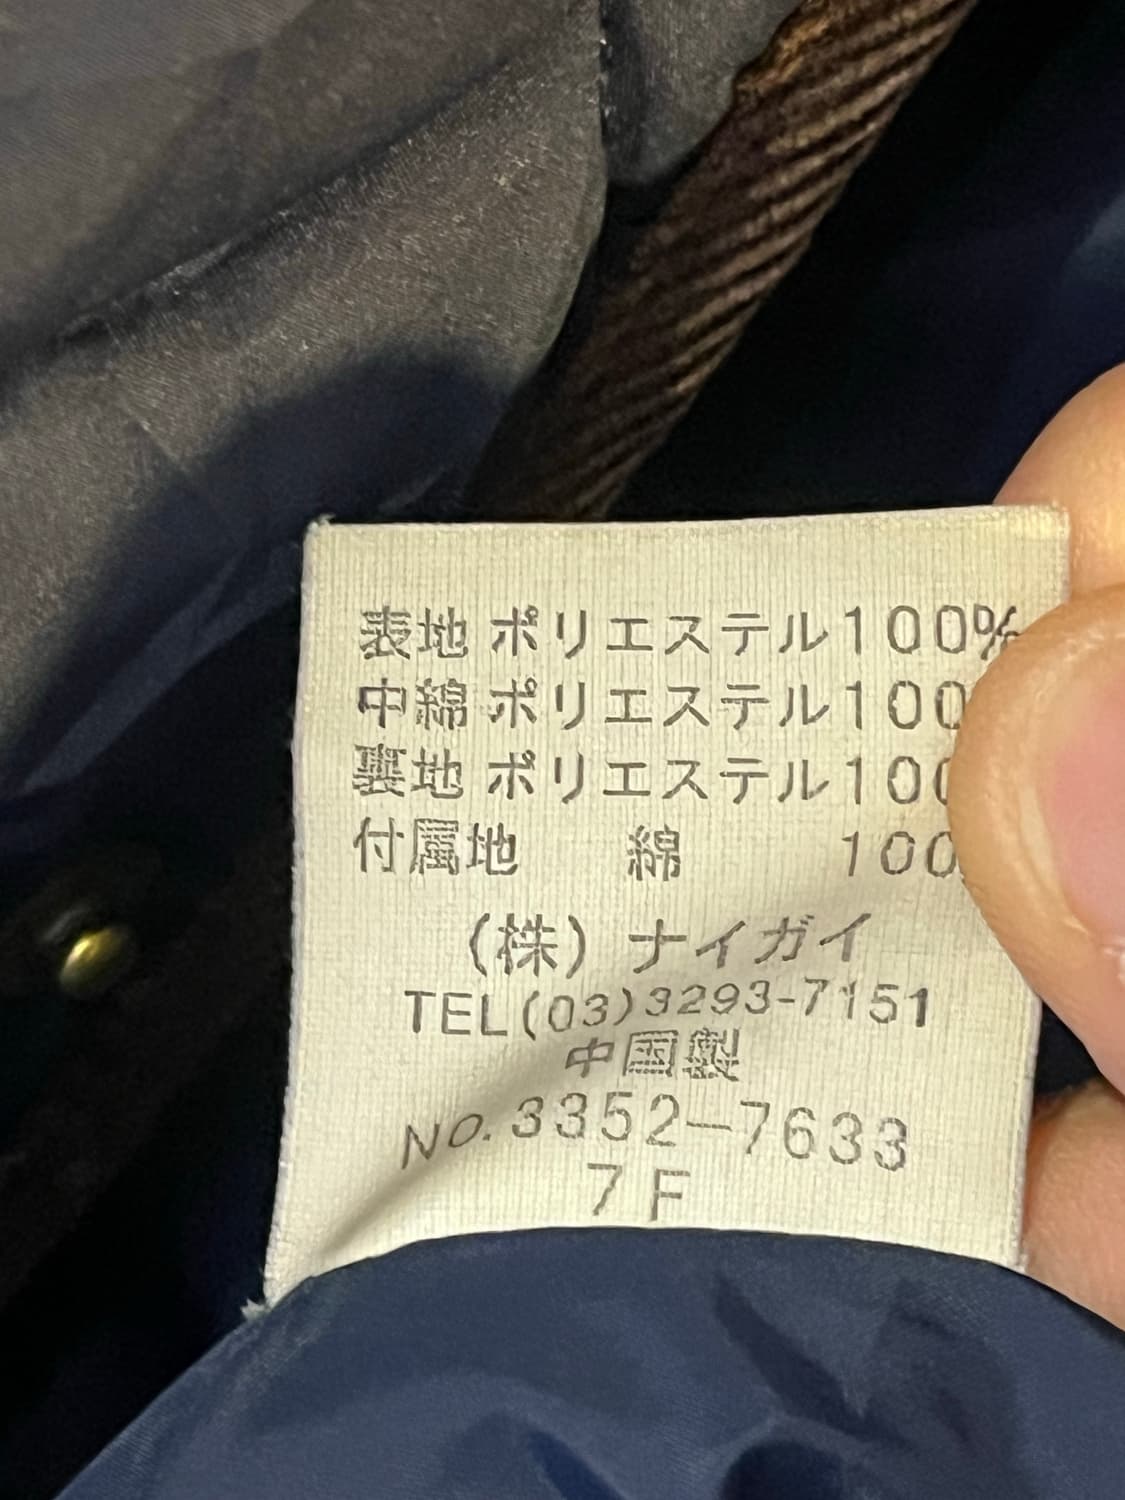 表地 ポリエステル100%
中綿 ポリエステル100
裏地 ポリエステル100
付属地 綿 100
(株) ナイガイ
TEL(03)3293-7151
中国製
NO.3352-7633
7F